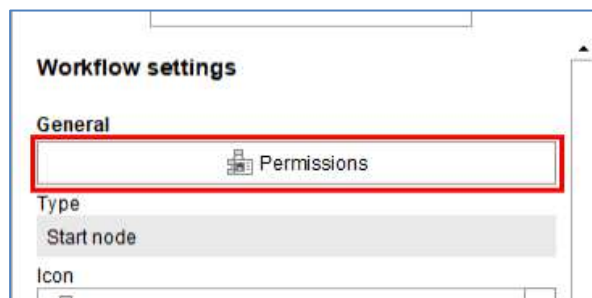 Workflow settings
General
Permissions
Type
Start node
Icon